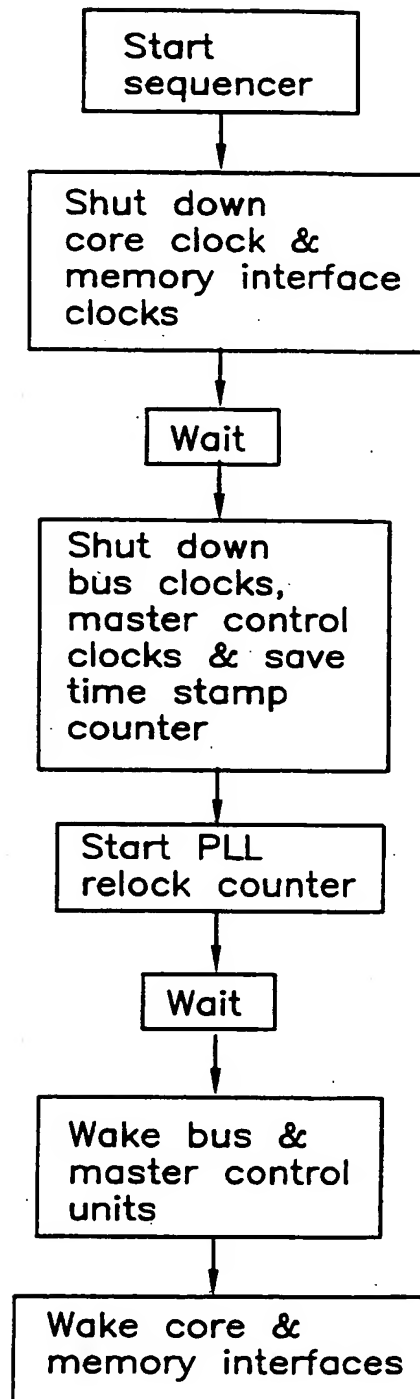 Start
sequencer
Shut down
core clock &
memory interface
clocks
Wait
Shut down
bus clocks,
master control
clocks & save
time stamp
counter
Start PLL
relock counter
Wait
Wake bus &
master control
units
Wake core &
memory interfaces